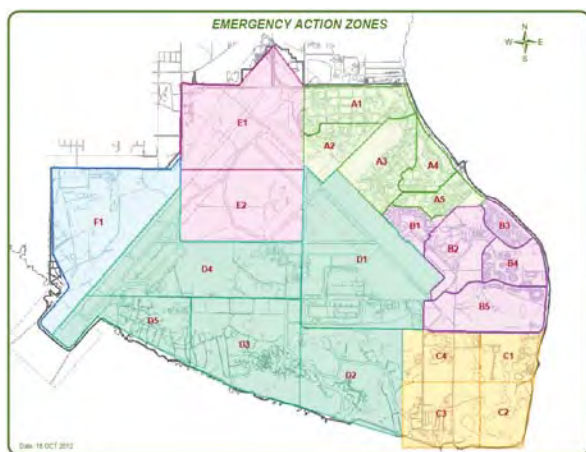 EMERGENCY ACTION ZONES
N
W E
S
A1
E1
A2
A3
A4
A5
E2
F1
B1
B3
B2
B4
D1
D4
B5
D5
D3
D2
C4
C1
C3
C2
Date: 18 OCT 2012